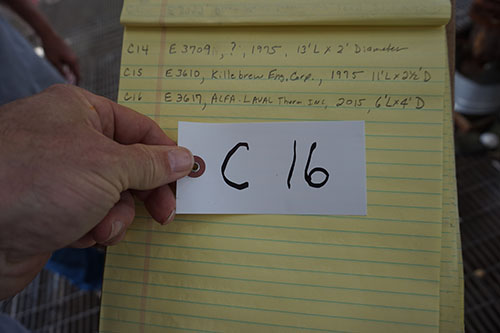 C14 E3709, ?, 1975, 13'L X 2' Diameter
C15 E3610, Killebrew Eng. Corp., 1975 11'L x 2½'D
C16 E3617, ALFA-LAVAL Therm INC, 2015, 6'L x 4'D
C 16